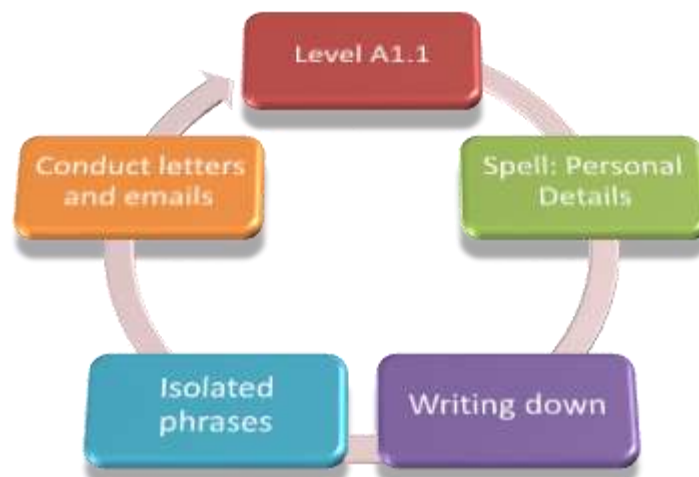 Level A1.1
Spell: Personal
Details
Writing down
Isolated
phrases
Conduct letters
and emails